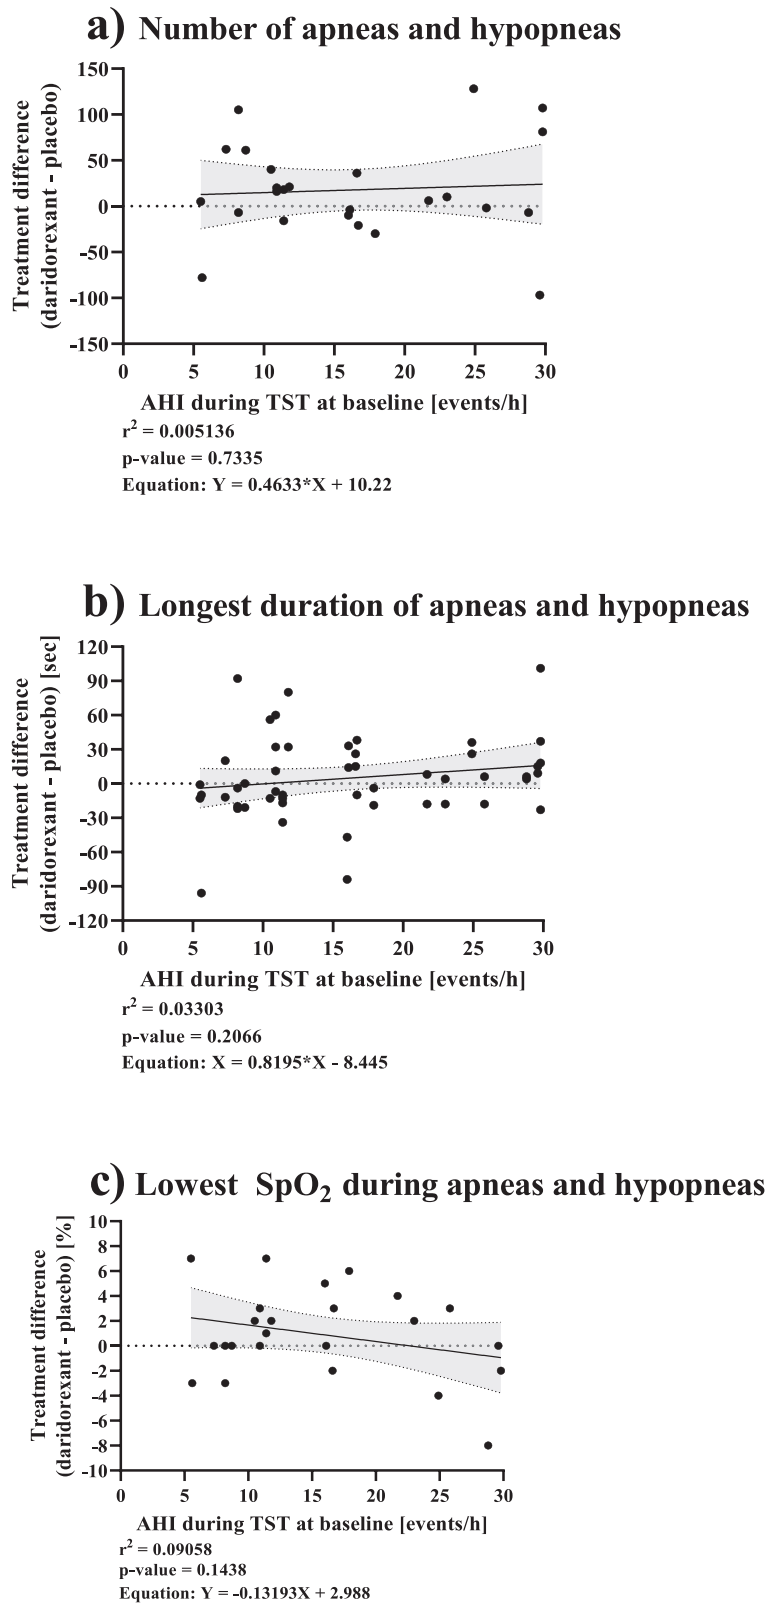 a) Number of apneas and hypopneas
Treatment difference
(daridorexant - placebo)
150
100
50
0
-50
-100
-150
0 5 10 15 20 25 30
AHI during TST at baseline [events/h]
r² = 0.005136
p-value = 0.7335
Equation: Y = 0.4633*X + 10.22
b) Longest duration of apneas and hypopneas
Treatment difference
(daridorexant - placebo) [sec]
120
90
60
30
0
-30
-60
-90
-120
0 5 10 15 20 25 30
AHI during TST at baseline [events/h]
r² = 0.03303
p-value = 0.2066
Equation: X = 0.8195*X - 8.445
c) Lowest SpO₂ during apneas and hypopneas
Treatment difference
(daridorexant - placebo) [%]
10
8
6
4
2
0
-2
-4
-6
-8
-10
0 5 10 15 20 25 30
AHI during TST at baseline [events/h]
r² = 0.09058
p-value = 0.1438
Equation: Y = -0.13193X + 2.988